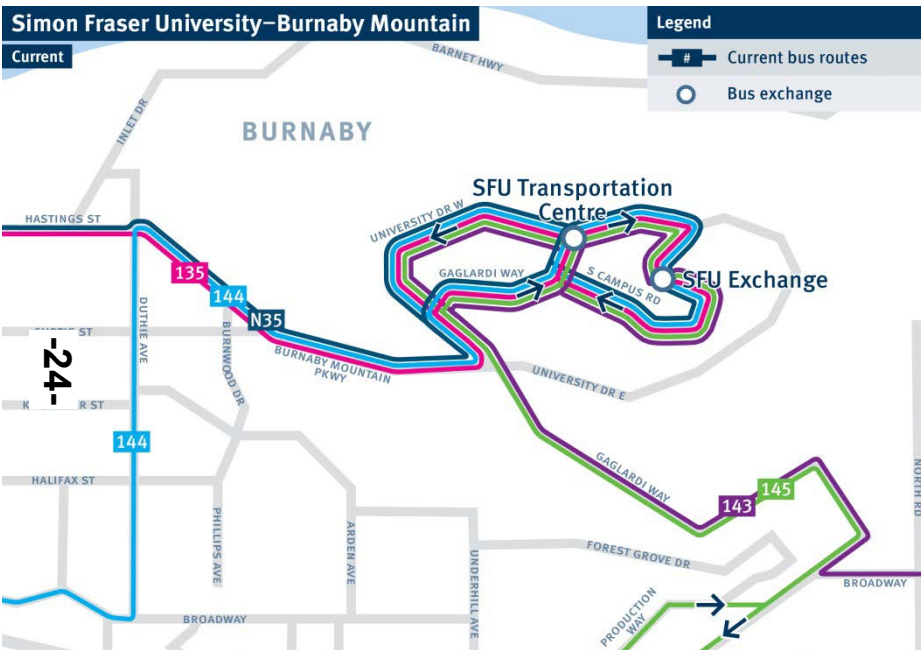 Simon Fraser University–Burnaby Mountain
Current
Legend
# Current bus routes
Bus exchange
BARNET HWY
INLET DR
BURNABY
SFU Transportation
Centre
UNIVERSITY DR W
HASTINGS ST
GAGLARDI WAY
S CAMPUS RD
SFU Exchange
135
144
N35
DUTHIE AVE
ST
-24-
BURNWOOD DR
BURNABY MOUNTAIN
PKWY
UNIVERSITY DR E
K R ST
144
HALIFAX ST
GAGLARDI WAY
143
145
NORTH RD
PHILLIPS AVE
ARDEN AVE
UNDERHILL AVE
FOREST GROVE DR
BROADWAY
PRODUCTION
WAY
BROADWAY